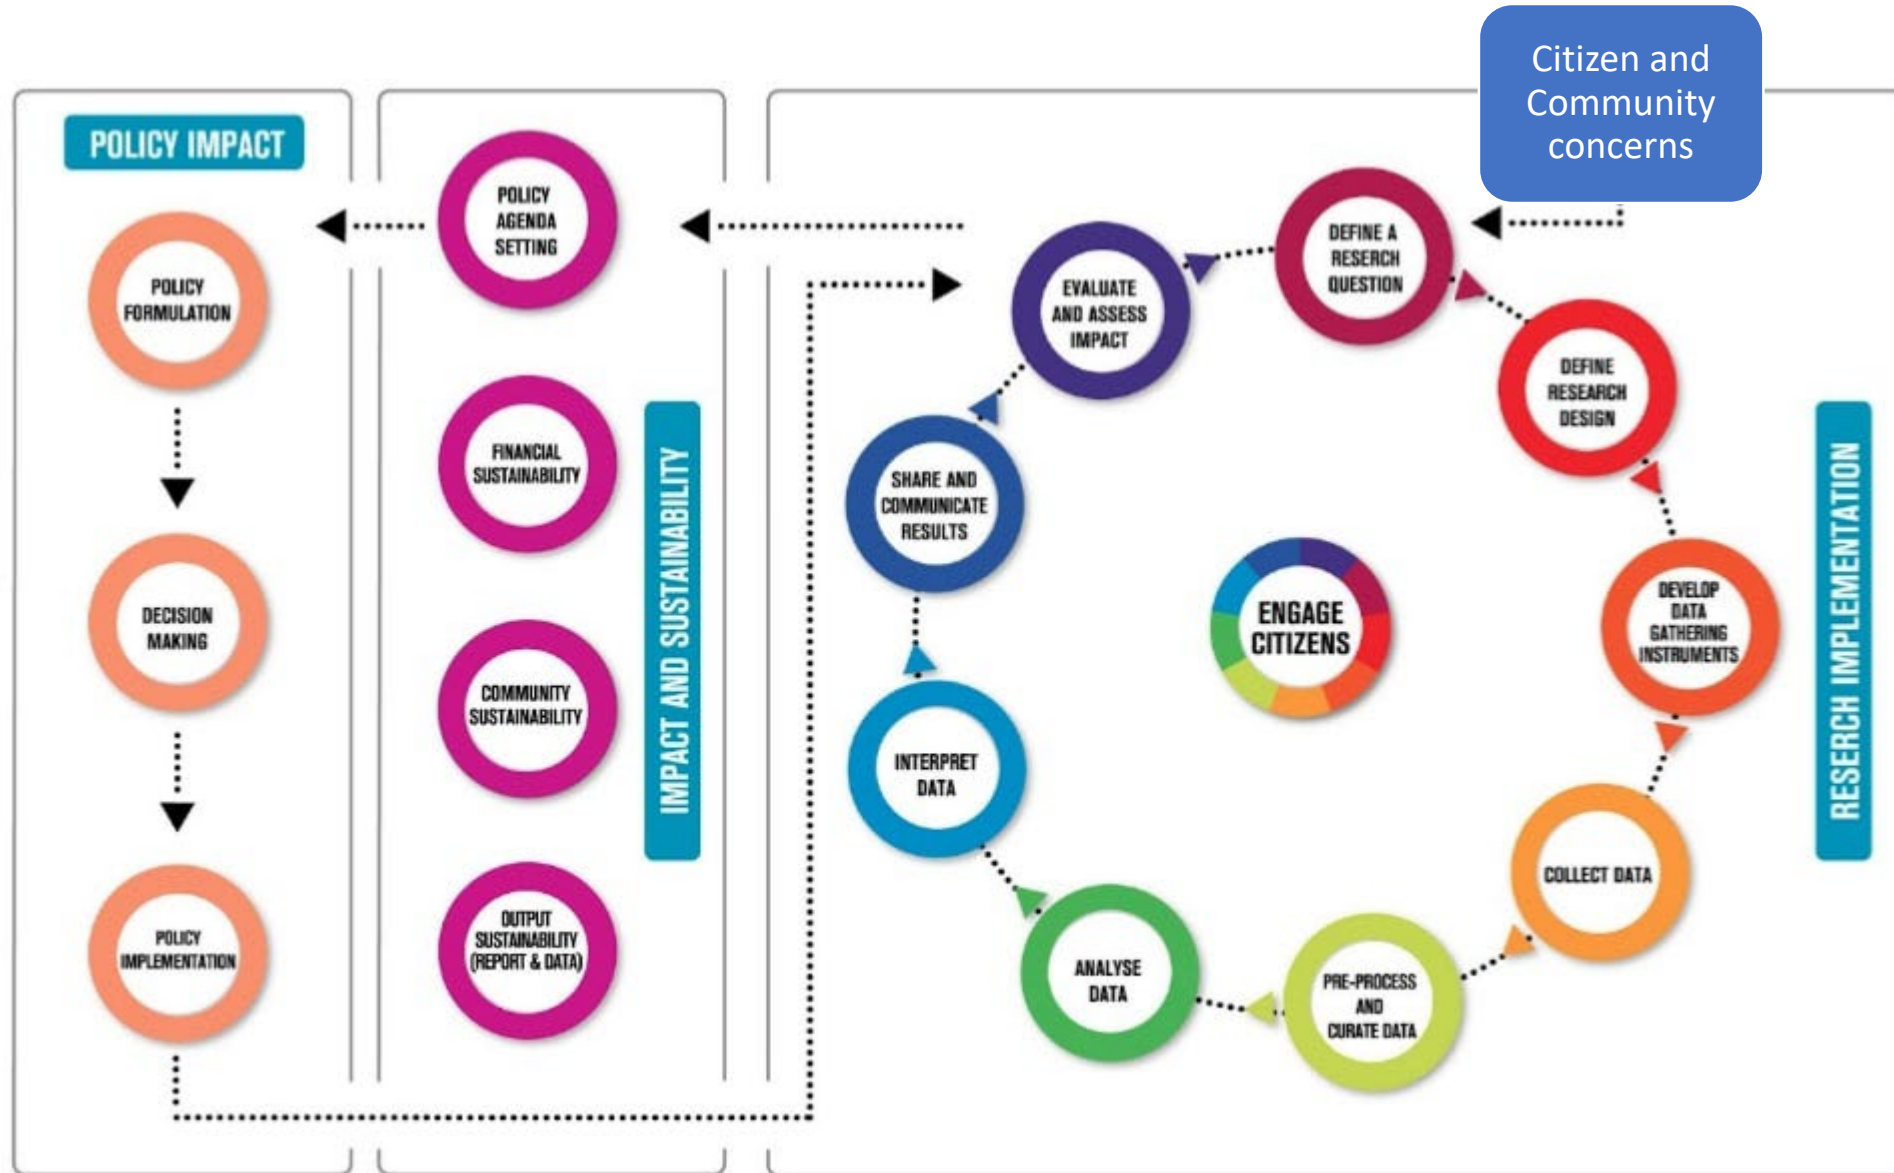 Citizen and
Community
concerns
POLICY IMPACT
POLICY
FORMULATION
DECISION
MAKING
POLICY
IMPLEMENTATION
POLICY
AGENDA
SETTING
FINANCIAL
SUSTAINABILITY
COMMUNITY
SUSTAINABILITY
OUTPUT
SUSTAINABILITY
(REPORT & DATA)
IMPACT AND SUSTAINABILITY
DEFINE A
RESERCH
QUESTION
DEFINE
RESEARCH
DESIGN
DEVELOP
DATA
GATHERING
INSTRUMENTS
COLLECT DATA
PRE-PROCESS
AND
CURATE DATA
ANALYSE
DATA
INTERPRET
DATA
SHARE AND
COMMUNICATE
RESULTS
EVALUATE
AND ASSESS
IMPACT
ENGAGE
CITIZENS
RESERCH IMPLEMENTATION